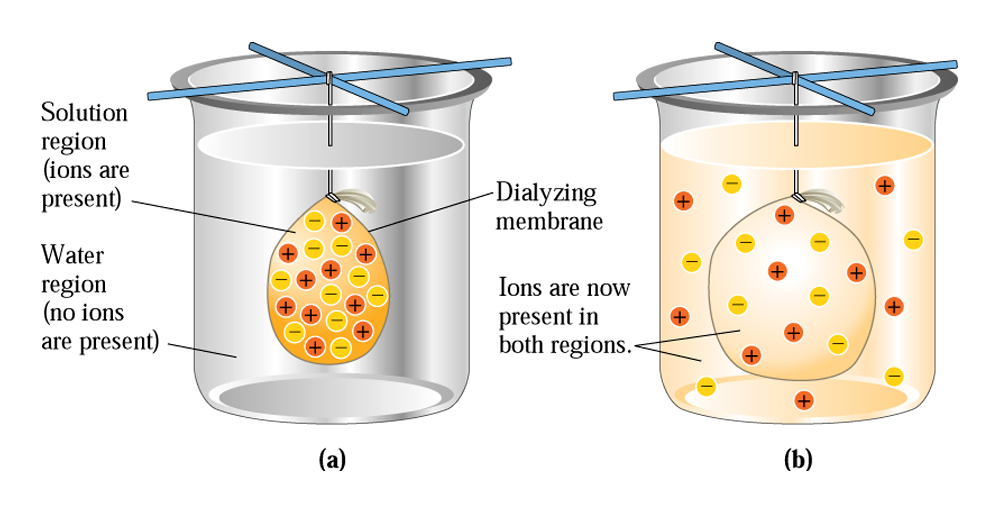 Solution
region
(ions are
present)
Water
region
(no ions
are present)
Dialyzing
membrane
Ions are now
present in
both regions.
(a)
(b)